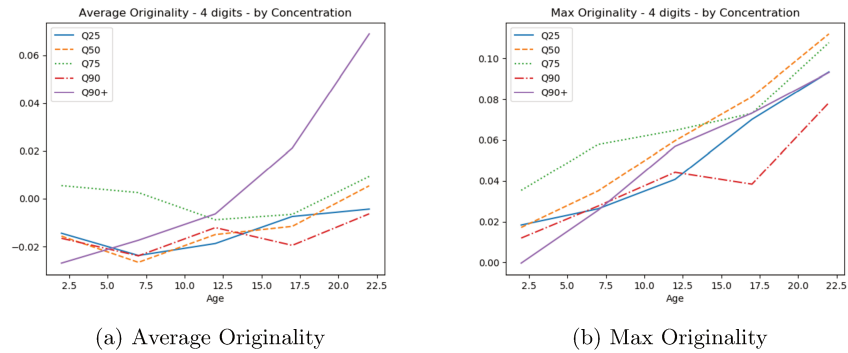 Average Originality - 4 digits - by Concentration
Q25
Q50
Q75
Q90
Q90+
0.06
0.04
0.02
0.00
−0.02
2.5 5.0 7.5 10.0 12.5 15.0 17.5 20.0 22.5
Age
(a) Average Originality
Max Originality - 4 digits - by Concentration
Q25
Q50
Q75
Q90
Q90+
0.10
0.08
0.06
0.04
0.02
0.00
2.5 5.0 7.5 10.0 12.5 15.0 17.5 20.0 22.5
Age
(b) Max Originality